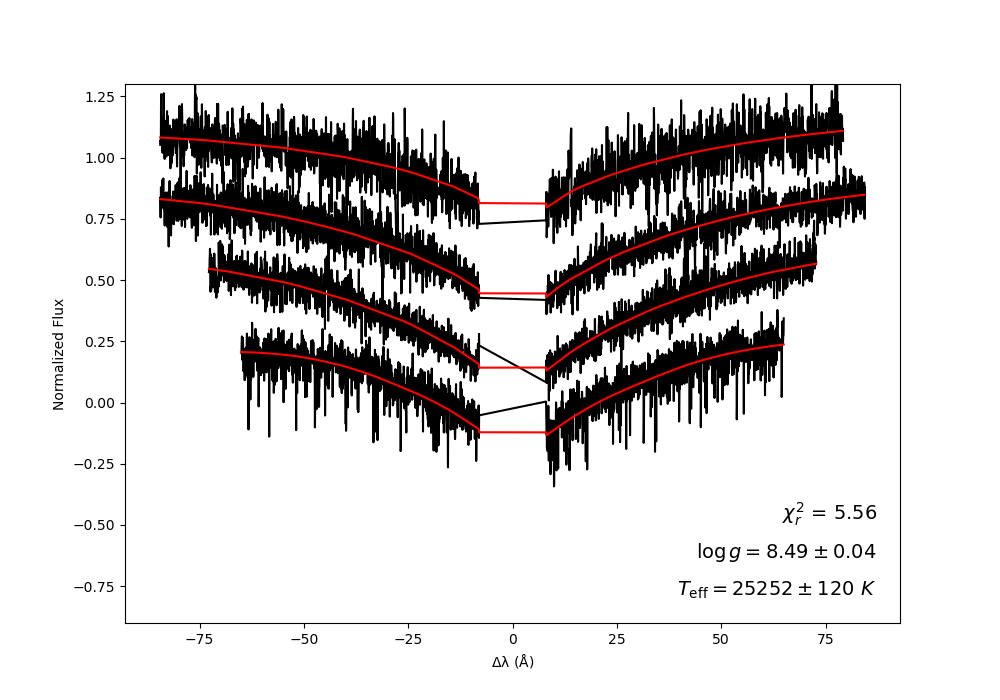 1.25
1.00
0.75
0.50
0.25
0.00
−0.25
−0.50
−0.75
Normalized Flux
χ²ᵣ = 5.56
log g = 8.49 ± 0.04
T_eff = 25252 ± 120 K
−75 −50 −25 0 25 50 75
Δλ (Å)